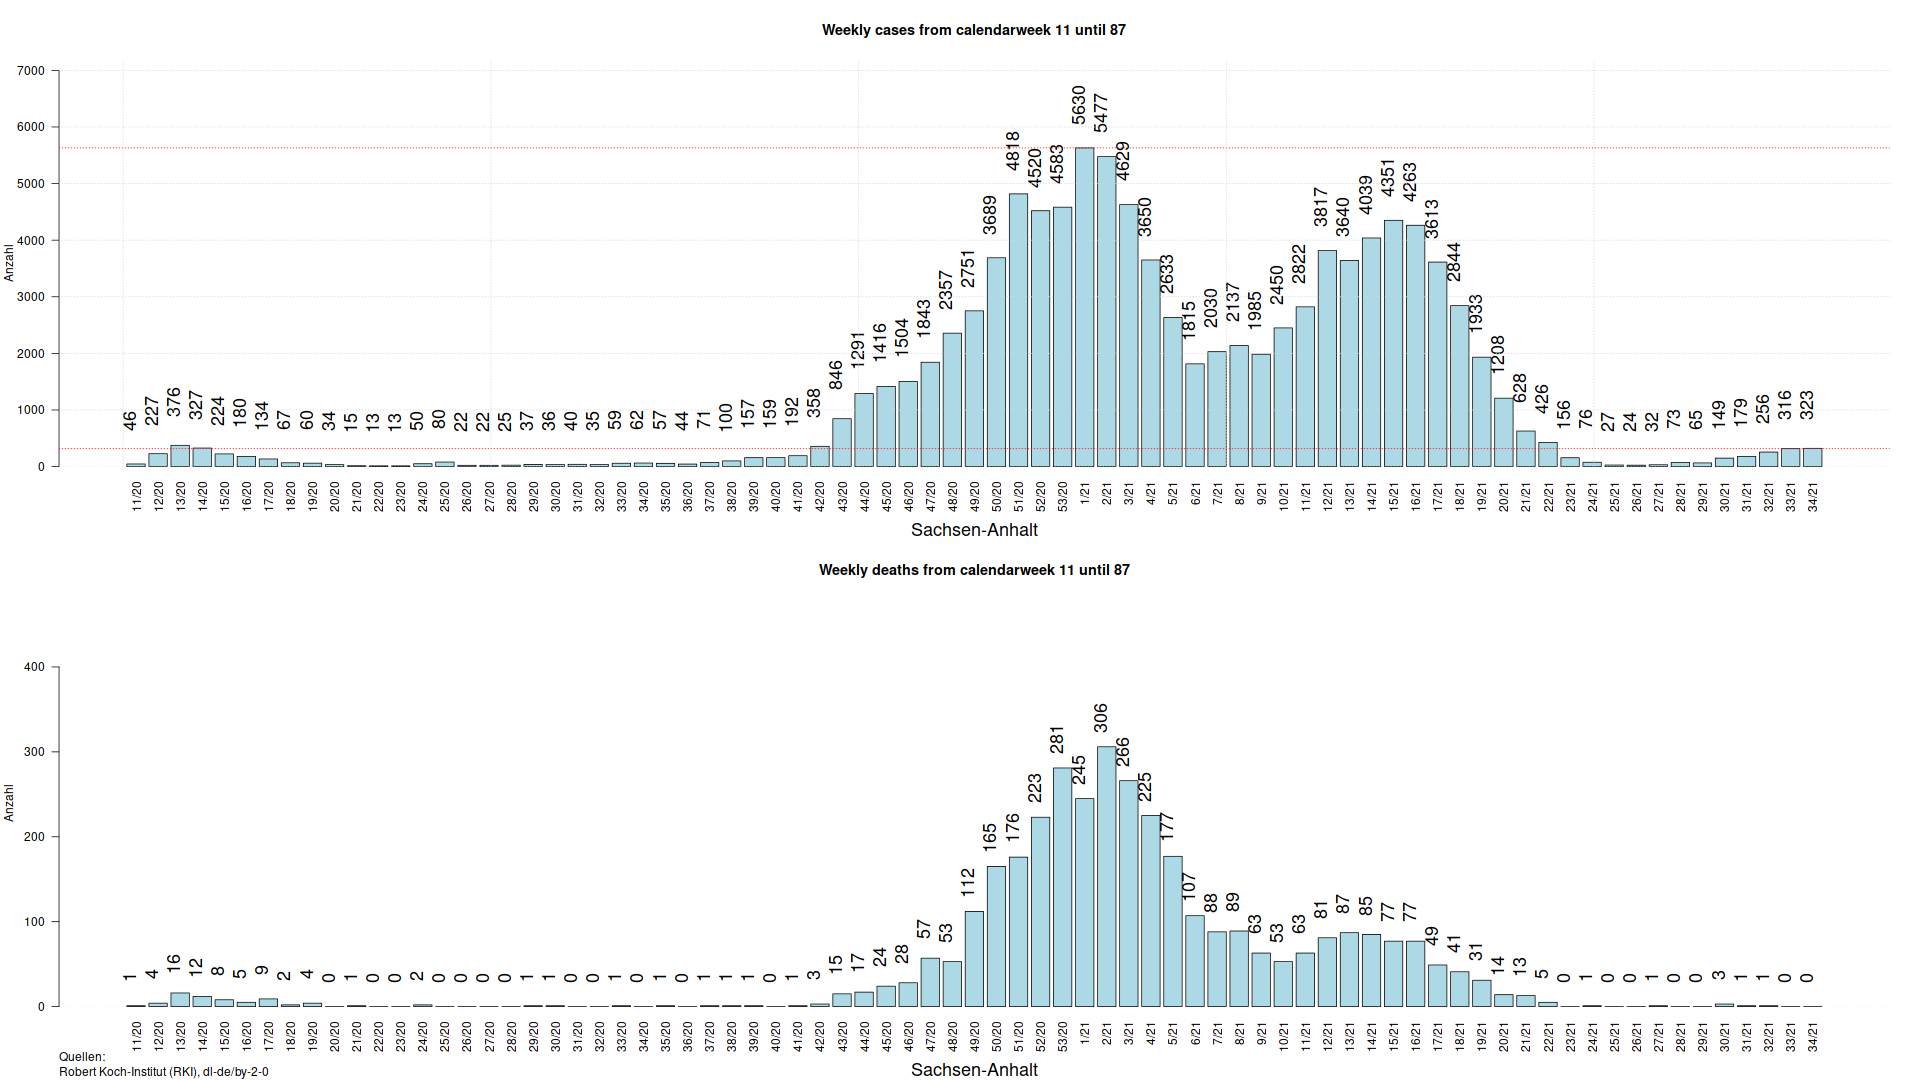 Weekly cases from calendarweek 11 until 87
Anzahl
7000
6000
5000
4000
3000
2000
1000
0
46 227 376 327 224 180 134 67 60 34 15 13 13 50 80 22 22 25 37 36 40 35 59 62 57 44 71 100 157 159 192 358 846 1291 1416 1504 1843 2357 2751 3689 4818 4520 4583 5630 5477 4629 3650 2633 1815 2030 2137 1985 2450 2822 3817 3640 4039 4351 4263 3613 2844 1933 1208 628 426 156 76 27 24 32 73 65 149 179 256 316 323
11/20 12/20 13/20 14/20 15/20 16/20 17/20 18/20 19/20 20/20 21/20 22/20 23/20 24/20 25/20 26/20 27/20 28/20 29/20 30/20 31/20 32/20 33/20 34/20 35/20 36/20 37/20 38/20 39/20 40/20 41/20 42/20 43/20 44/20 45/20 46/20 47/20 48/20 49/20 50/20 51/20 52/20 53/20 1/21 2/21 3/21 4/21 5/21 6/21 7/21 8/21 9/21 10/21 11/21 12/21 13/21 14/21 15/21 16/21 17/21 18/21 19/21 20/21 21/21 22/21 23/21 24/21 25/21 26/21 27/21 28/21 29/21 30/21 31/21 32/21 33/21 34/21
Sachsen-Anhalt
Weekly deaths from calendarweek 11 until 87
Anzahl
400
300
200
100
0
1 4 16 12 8 5 9 2 4 0 1 0 0 2 0 0 0 0 1 1 0 0 1 0 1 0 1 1 1 0 1 3 15 17 24 28 57 53 112 165 176 223 281 245 306 266 225 177 107 88 89 63 53 63 81 87 85 77 77 49 41 31 14 13 5 0 1 0 0 1 0 0 3 1 1 0 0
11/20 12/20 13/20 14/20 15/20 16/20 17/20 18/20 19/20 20/20 21/20 22/20 23/20 24/20 25/20 26/20 27/20 28/20 29/20 30/20 31/20 32/20 33/20 34/20 35/20 36/20 37/20 38/20 39/20 40/20 41/20 42/20 43/20 44/20 45/20 46/20 47/20 48/20 49/20 50/20 51/20 52/20 53/20 1/21 2/21 3/21 4/21 5/21 6/21 7/21 8/21 9/21 10/21 11/21 12/21 13/21 14/21 15/21 16/21 17/21 18/21 19/21 20/21 21/21 22/21 23/21 24/21 25/21 26/21 27/21 28/21 29/21 30/21 31/21 32/21 33/21 34/21
Sachsen-Anhalt
Quellen:
Robert Koch-Institut (RKI), dl-de/by-2-0